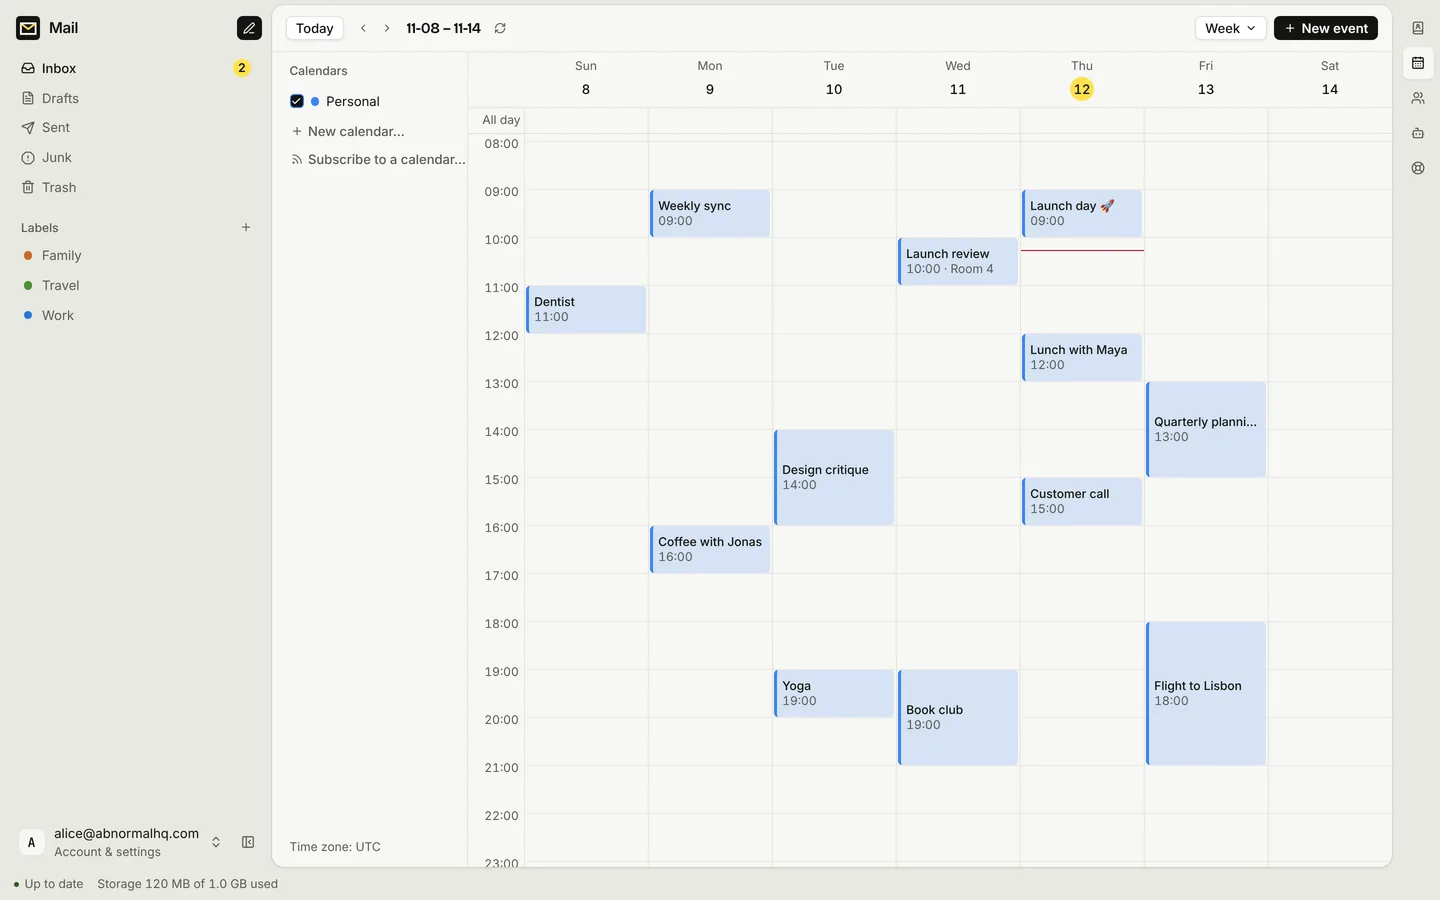 Mail
Inbox 2
Drafts
Sent
Junk
Trash
Labels
Family
Travel
Work
A
alice@abnormalhq.com
Account & settings
Up to date Storage 120 MB of 1.0 GB used
Today 11-08 – 11-14 Week New event
Calendars
Personal
New calendar...
Subscribe to a calendar...
Time zone: UTC
Sun Mon Tue Wed Thu Fri Sat
8 9 10 11 12 13 14
All day
08:00
09:00
10:00
11:00
12:00
13:00
14:00
15:00
16:00
17:00
18:00
19:00
20:00
21:00
22:00
23:00
Dentist
11:00
Weekly sync
09:00
Coffee with Jonas
16:00
Design critique
14:00
Yoga
19:00
Launch review
10:00 · Room 4
Book club
19:00
Launch day 🚀
09:00
Lunch with Maya
12:00
Customer call
15:00
Quarterly planni...
13:00
Flight to Lisbon
18:00